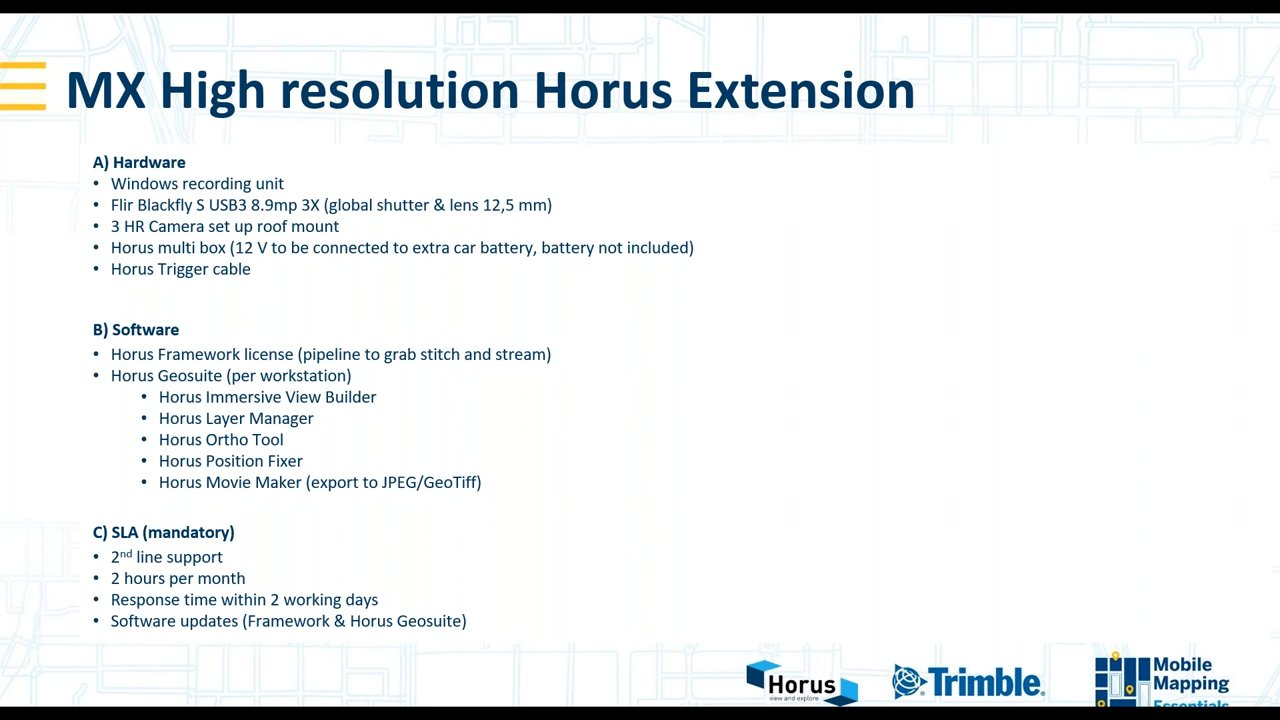 MX High resolution Horus Extension
A) Hardware
• Windows recording unit
• Flir Blackfly S USB3 8.9mp 3X (global shutter & lens 12,5 mm)
• 3 HR Camera set up roof mount
• Horus multi box (12 V to be connected to extra car battery, battery not included)
• Horus Trigger cable
B) Software
• Horus Framework license (pipeline to grab stitch and stream)
• Horus Geosuite (per workstation)
• Horus Immersive View Builder
• Horus Layer Manager
• Horus Ortho Tool
• Horus Position Fixer
• Horus Movie Maker (export to JPEG/GeoTiff)
C) SLA (mandatory)
• 2nd line support
• 2 hours per month
• Response time within 2 working days
• Software updates (Framework & Horus Geosuite)
Horus
view and explore
Trimble
Mobile
Mapping
Essentials